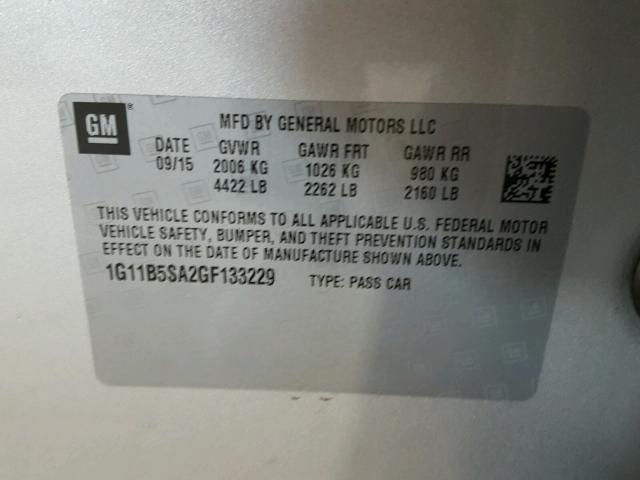 GM ® MFD BY GENERAL MOTORS LLC
DATE GVWR GAWR FRT GAWR RR
09/15 2006 KG 1026 KG 980 KG
4422 LB 2262 LB 2160 LB
THIS VEHICLE CONFORMS TO ALL APPLICABLE U.S. FEDERAL MOTOR
VEHICLE SAFETY, BUMPER, AND THEFT PREVENTION STANDARDS IN
EFFECT ON THE DATE OF MANUFACTURE SHOWN ABOVE.
1G11B5SA2GF133229 TYPE: PASS CAR